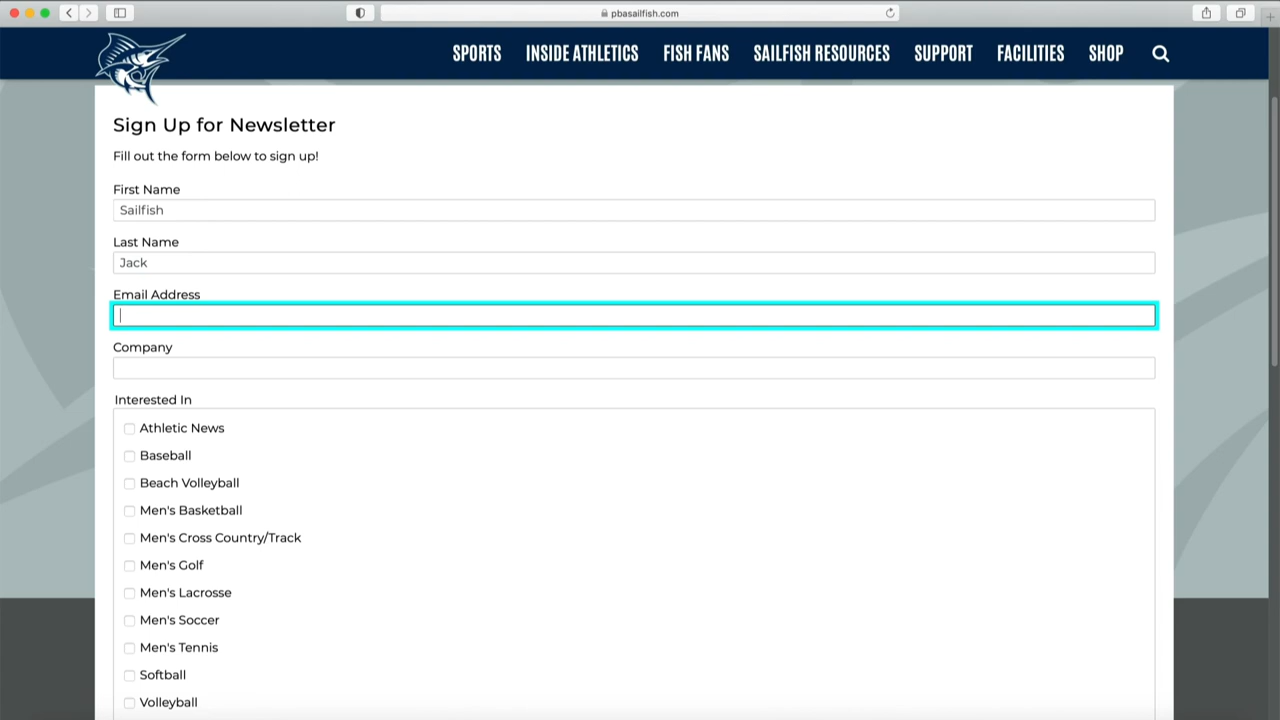 pbasailfish.com
SPORTS INSIDE ATHLETICS FISH FANS SAILFISH RESOURCES SUPPORT FACILITIES SHOP
Sign Up for Newsletter
Fill out the form below to sign up!
First Name
Sailfish
Last Name
Jack
Email Address
Company
Interested In
Athletic News
Baseball
Beach Volleyball
Men's Basketball
Men's Cross Country/Track
Men's Golf
Men's Lacrosse
Men's Soccer
Men's Tennis
Softball
Volleyball